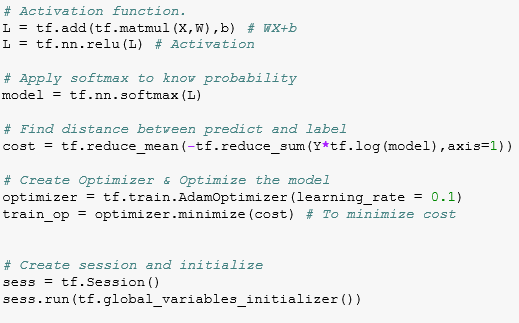 # Activation function.
L = tf.add(tf.matmul(X,W),b) # WX+b
L = tf.nn.relu(L) # Activation
# Apply softmax to know probability
model = tf.nn.softmax(L)
# Find distance between predict and label
cost = tf.reduce_mean(-tf.reduce_sum(Y*tf.log(model),axis=1))
# Create Optimizer & Optimize the model
optimizer = tf.train.AdamOptimizer(learning_rate = 0.1)
train_op = optimizer.minimize(cost) # To minimize cost
# Create session and initialize
sess = tf.Session()
sess.run(tf.global_variables_initializer())